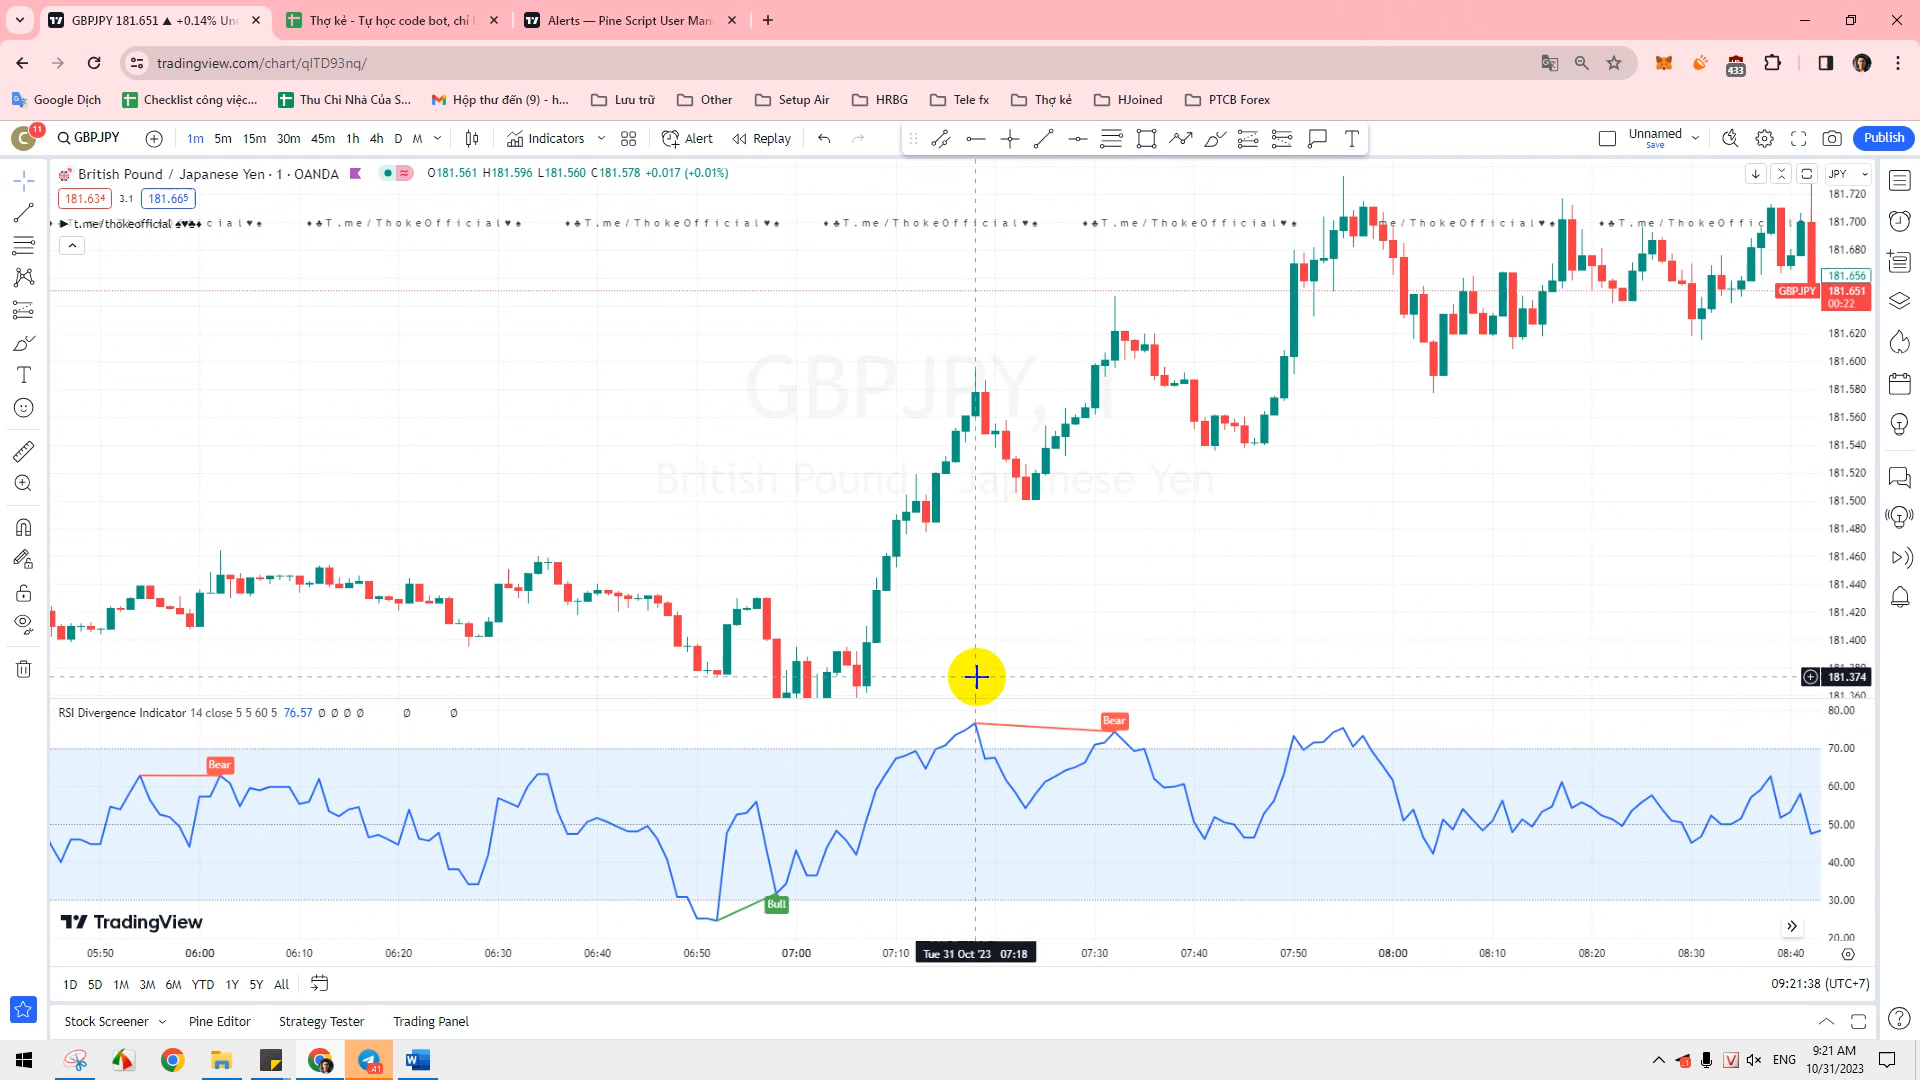 GBPJPY 181.651 ▲ +0.14% Un
Thợ kẻ - Tự học code bot, chỉ
Alerts — Pine Script User Man
tradingview.com/chart/qITD93nq/
433
Google Dịch
Checklist công việc...
Thu Chi Nhà Của S...
Hộp thư đến (9) - h...
Lưu trữ
Other
Setup Air
HRBG
Tele fx
Thợ kẻ
HJoined
PTCB Forex
C 11
GBPJPY
1m 5m 15m 30m 45m 1h 4h D M
Indicators
Alert
Replay
Unnamed
Save
Publish
British Pound / Japanese Yen · 1 · OANDA
O181.561 H181.596 L181.560 C181.578 +0.017 (+0.01%)
JPY
181.634 3.1 181.665
t.me/thokeofficial
♠♣T.me/ThokeOfficial♥♠ ♠♣T.me/ThokeOfficial♥♠ ♠♣T.me/ThokeOfficial♥♠ ♠♣T.me/ThokeOfficial♥♠
181.720
181.700
181.680
181.656
GBPJPY 181.651
00:22
181.620
181.600
181.580
181.560
181.540
181.520
181.500
181.480
181.460
181.440
181.420
181.400
181.374
181.360
GBPJPY, 1
British Pound / Japanese Yen
RSI Divergence Indicator 14 close 5 5 60 5 76.57 Ø Ø Ø Ø Ø Ø
Bear
Bear
Bull
80.00
70.00
60.00
50.00
40.00
30.00
20.00
TradingView
05:50 06:00 06:10 06:20 06:30 06:40 06:50 07:00 07:10 Tue 31 Oct '23 07:18 07:30 07:40 07:50 08:00 08:10 08:20 08:30 08:40
1D 5D 1M 3M 6M YTD 1Y 5Y All
09:21:38 (UTC+7)
Stock Screener
Pine Editor
Strategy Tester
Trading Panel
41
ENG
9:21 AM
10/31/2023